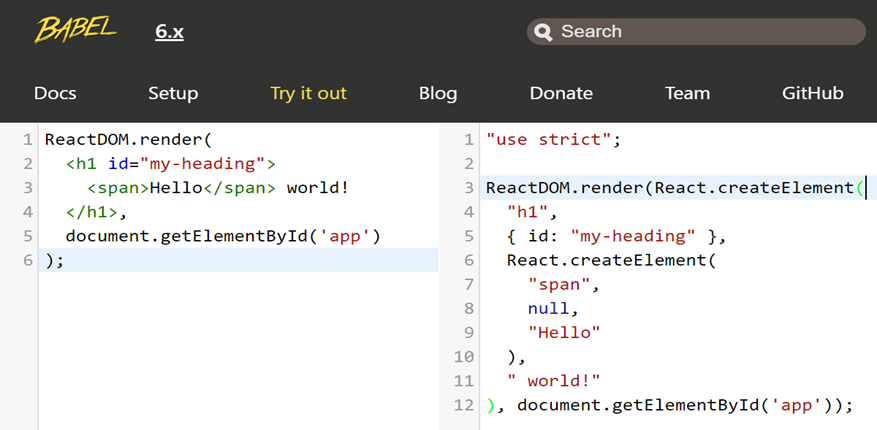 BABEL 6.x Search
Docs Setup Try it out Blog Donate Team GitHub
1 ReactDOM.render(
2   <h1 id="my-heading">
3     <span>Hello</span> world!
4   </h1>,
5   document.getElementById('app')
6 );
1 "use strict";
2
3 ReactDOM.render(React.createElement(
4   "h1",
5   { id: "my-heading" },
6   React.createElement(
7     "span",
8     null,
9     "Hello"
10   ),
11   " world!"
12 ), document.getElementById('app'));